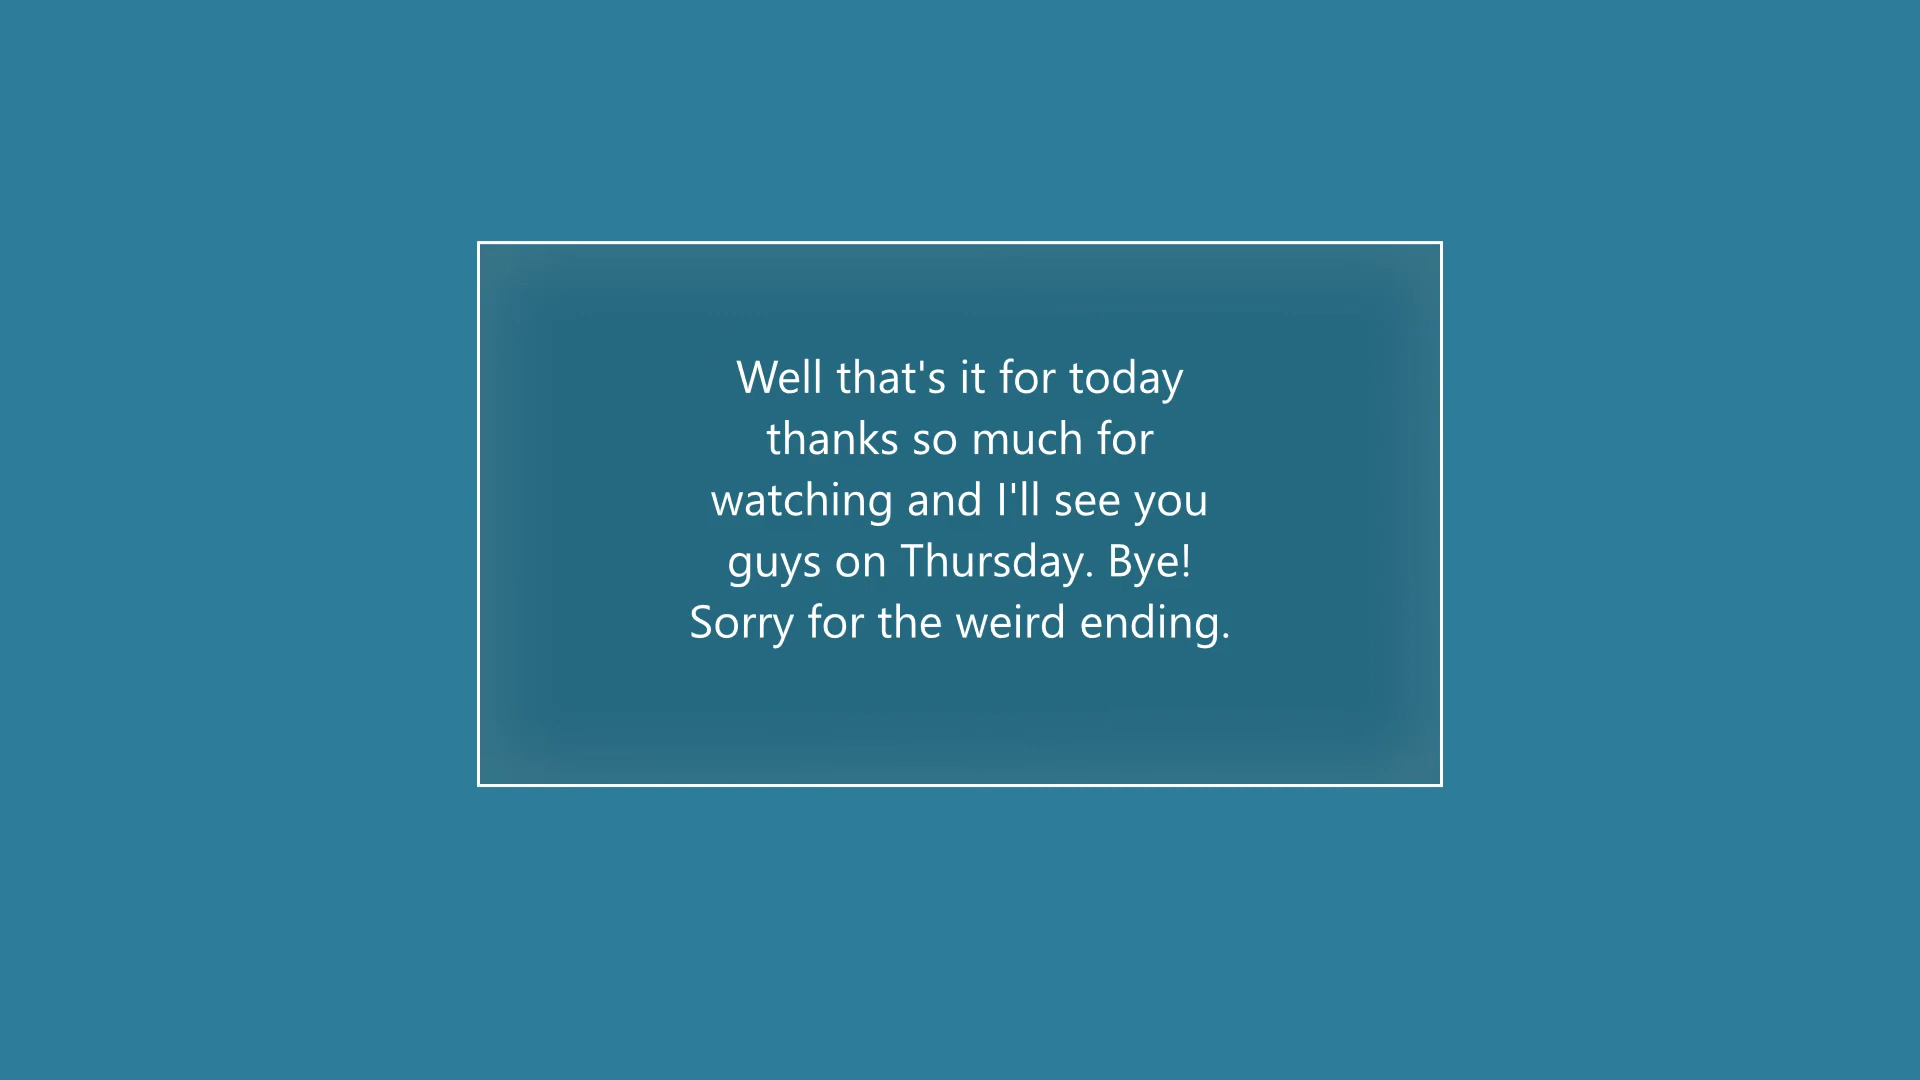 Well that's it for today
thanks so much for
watching and I'll see you
guys on Thursday. Bye!
Sorry for the weird ending.